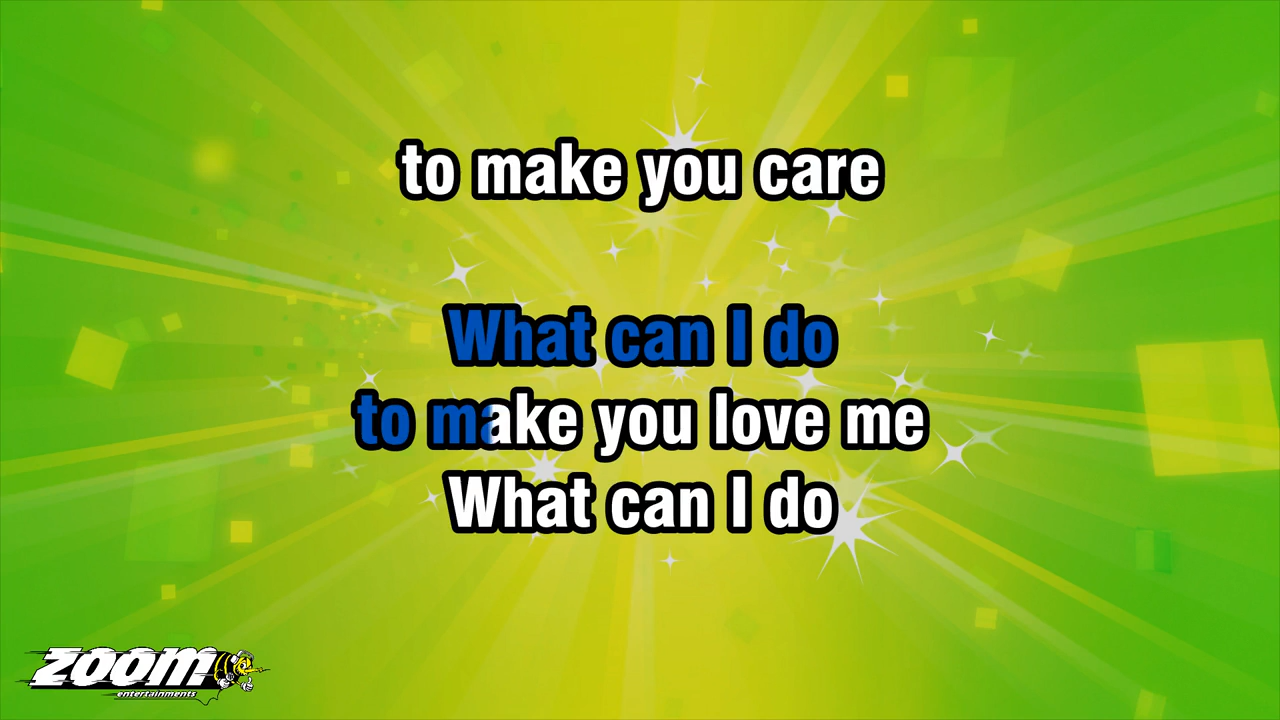 to make you care
What can I do
to make you love me
What can I do
zoom
entertainments